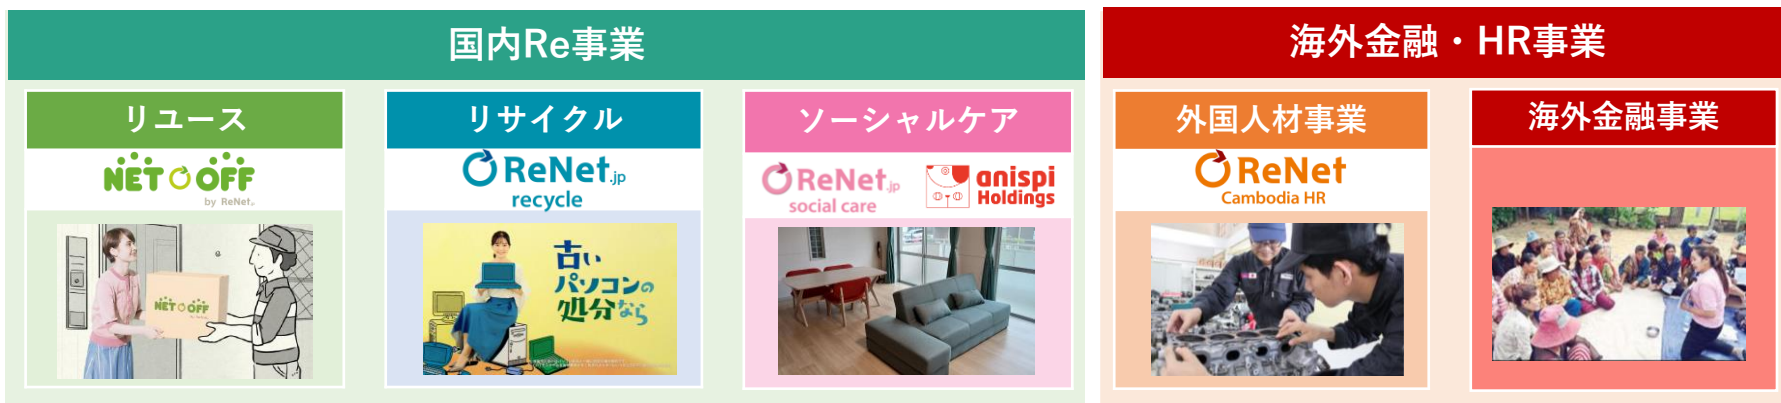 国内Re事業
海外金融・HR事業
リユース
NET OFF
by ReNet.
NET OFF
リサイクル
ReNet.jp
recycle
古い
パソコンの
処分なら
ソーシャルケア
ReNet.jp
social care
anispi
Holdings
外国人材事業
ReNet
Cambodia HR
海外金融事業